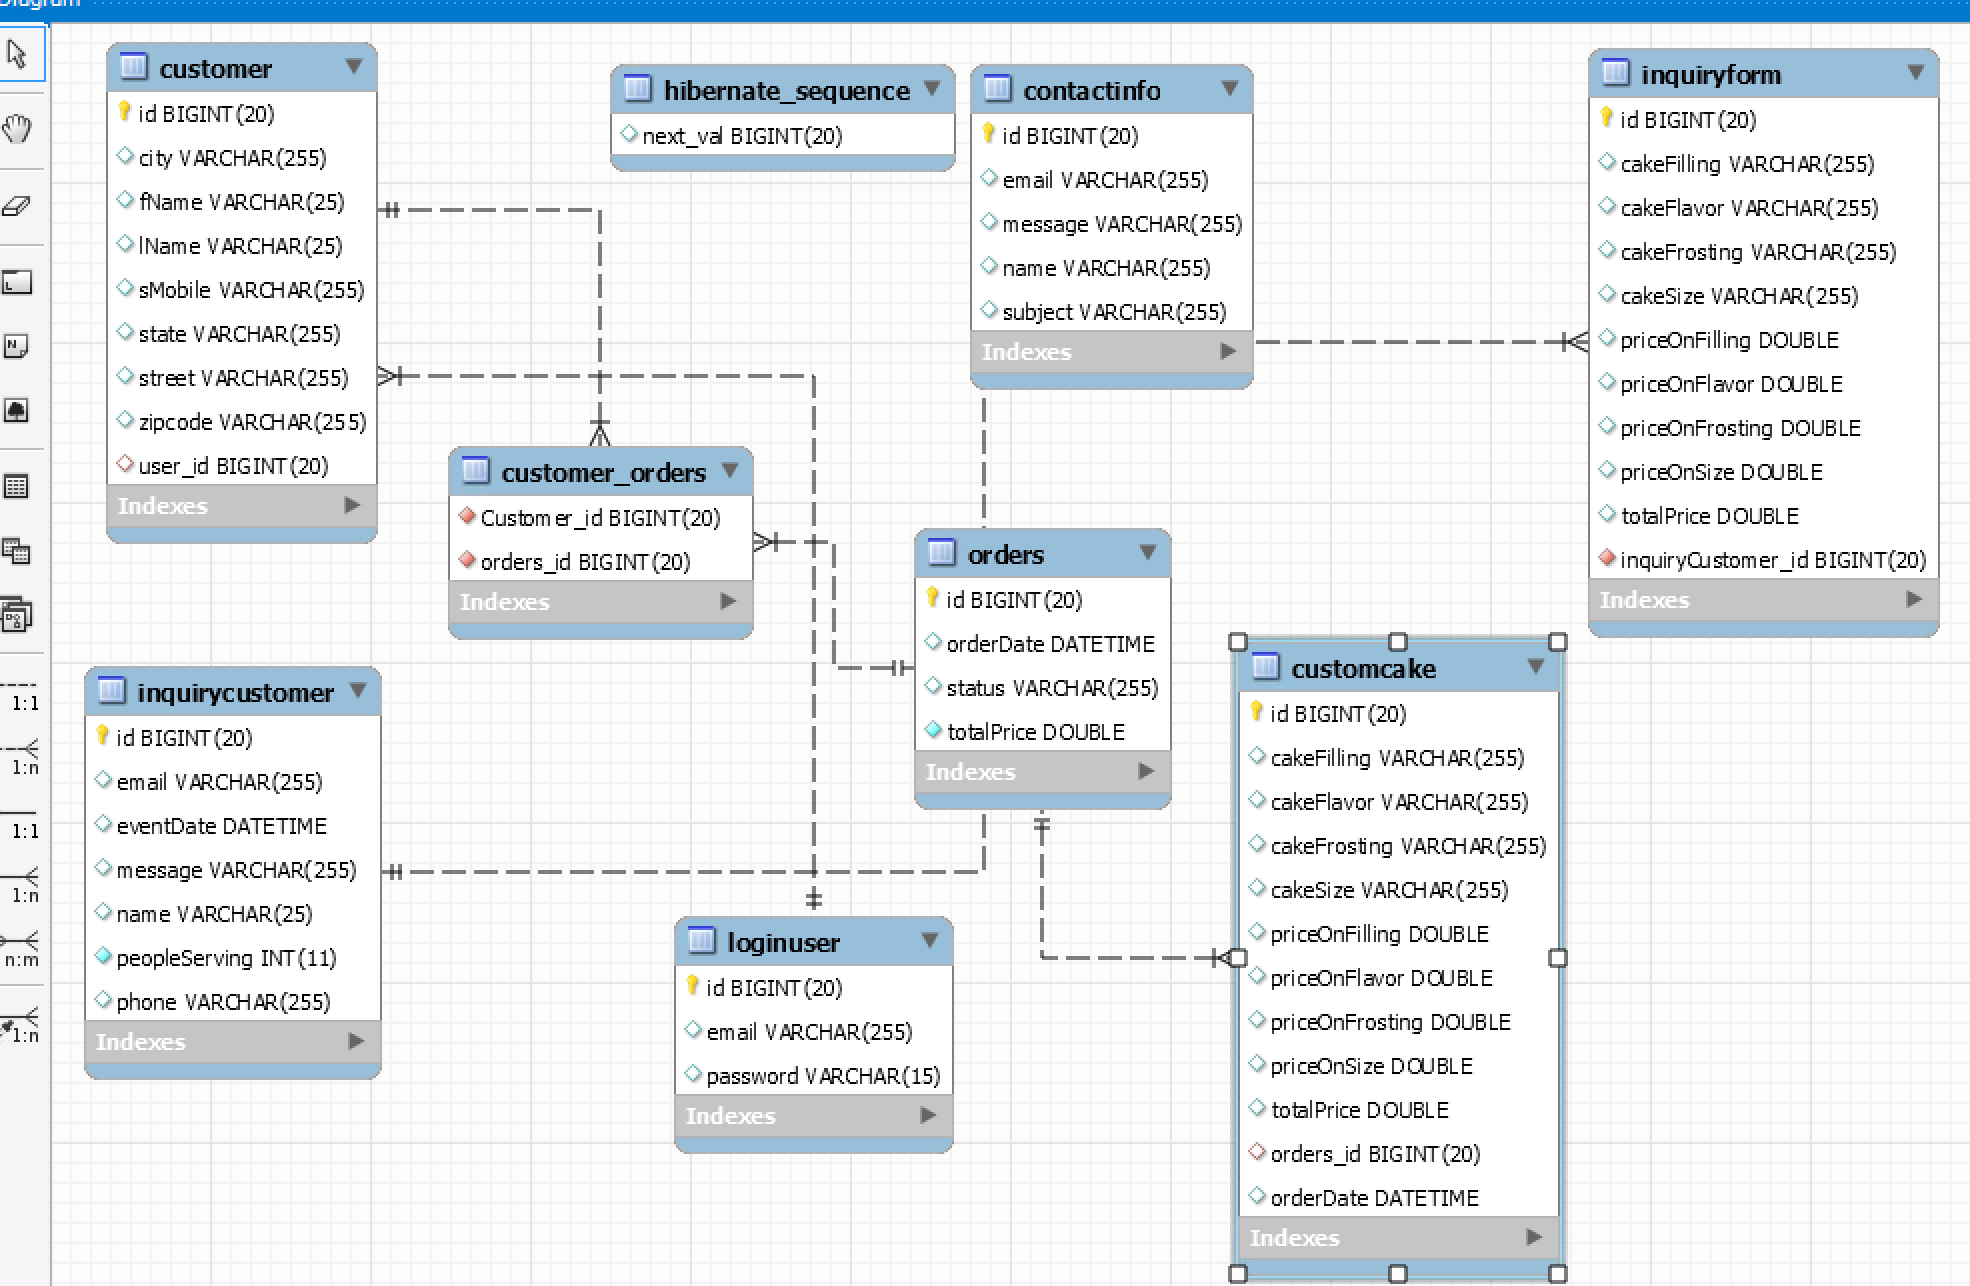 Diagram
customer
id BIGINT(20)
city VARCHAR(255)
fName VARCHAR(25)
lName VARCHAR(25)
sMobile VARCHAR(255)
state VARCHAR(255)
street VARCHAR(255)
zipcode VARCHAR(255)
user_id BIGINT(20)
Indexes
hibernate_sequence
next_val BIGINT(20)
contactinfo
id BIGINT(20)
email VARCHAR(255)
message VARCHAR(255)
name VARCHAR(255)
subject VARCHAR(255)
Indexes
inquiryform
id BIGINT(20)
cakeFilling VARCHAR(255)
cakeFlavor VARCHAR(255)
cakeFrosting VARCHAR(255)
cakeSize VARCHAR(255)
priceOnFilling DOUBLE
priceOnFlavor DOUBLE
priceOnFrosting DOUBLE
priceOnSize DOUBLE
totalPrice DOUBLE
inquiryCustomer_id BIGINT(20)
Indexes
customer_orders
Customer_id BIGINT(20)
orders_id BIGINT(20)
Indexes
orders
id BIGINT(20)
orderDate DATETIME
status VARCHAR(255)
totalPrice DOUBLE
Indexes
customcake
id BIGINT(20)
cakeFilling VARCHAR(255)
cakeFlavor VARCHAR(255)
cakeFrosting VARCHAR(255)
cakeSize VARCHAR(255)
priceOnFilling DOUBLE
priceOnFlavor DOUBLE
priceOnFrosting DOUBLE
priceOnSize DOUBLE
totalPrice DOUBLE
orders_id BIGINT(20)
orderDate DATETIME
Indexes
inquirycustomer
id BIGINT(20)
email VARCHAR(255)
eventDate DATETIME
message VARCHAR(255)
name VARCHAR(25)
peopleServing INT(11)
phone VARCHAR(255)
Indexes
loginuser
id BIGINT(20)
email VARCHAR(255)
password VARCHAR(15)
Indexes
N
1:1
1:n
1:1
1:n
n:m
1:n